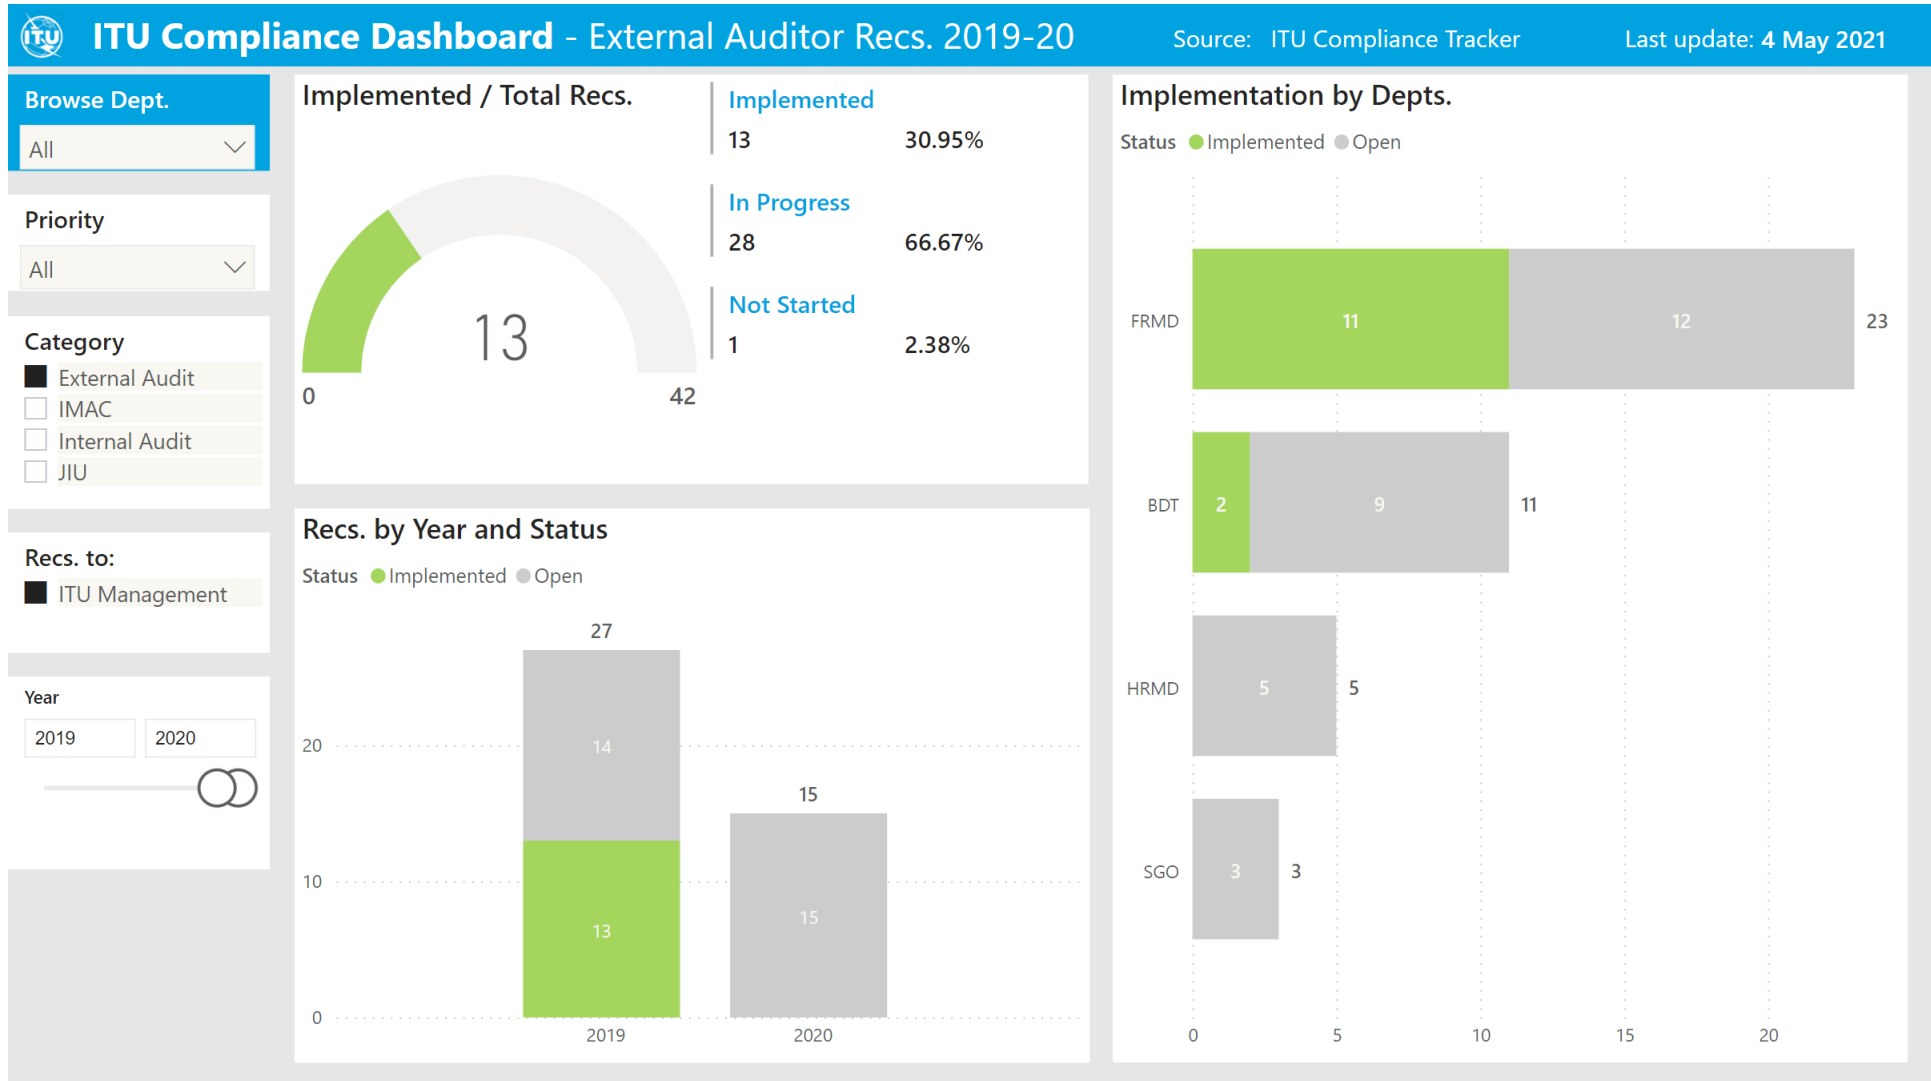 ITU
ITU Compliance Dashboard - External Auditor Recs. 2019-20
Source: ITU Compliance Tracker
Last update: 4 May 2021
Browse Dept.
All
Priority
All
Category
External Audit
IMAC
Internal Audit
JIU
Recs. to:
ITU Management
Year
2019 2020
Implemented / Total Recs.
13
0 42
Implemented
13 30.95%
In Progress
28 66.67%
Not Started
1 2.38%
Recs. by Year and Status
Status Implemented Open
27
20
14
15
10
13
15
0
2019 2020
Implementation by Depts.
Status Implemented Open
FRMD 11 12 23
BDT 2 9 11
HRMD 5 5
SGO 3 3
0 5 10 15 20